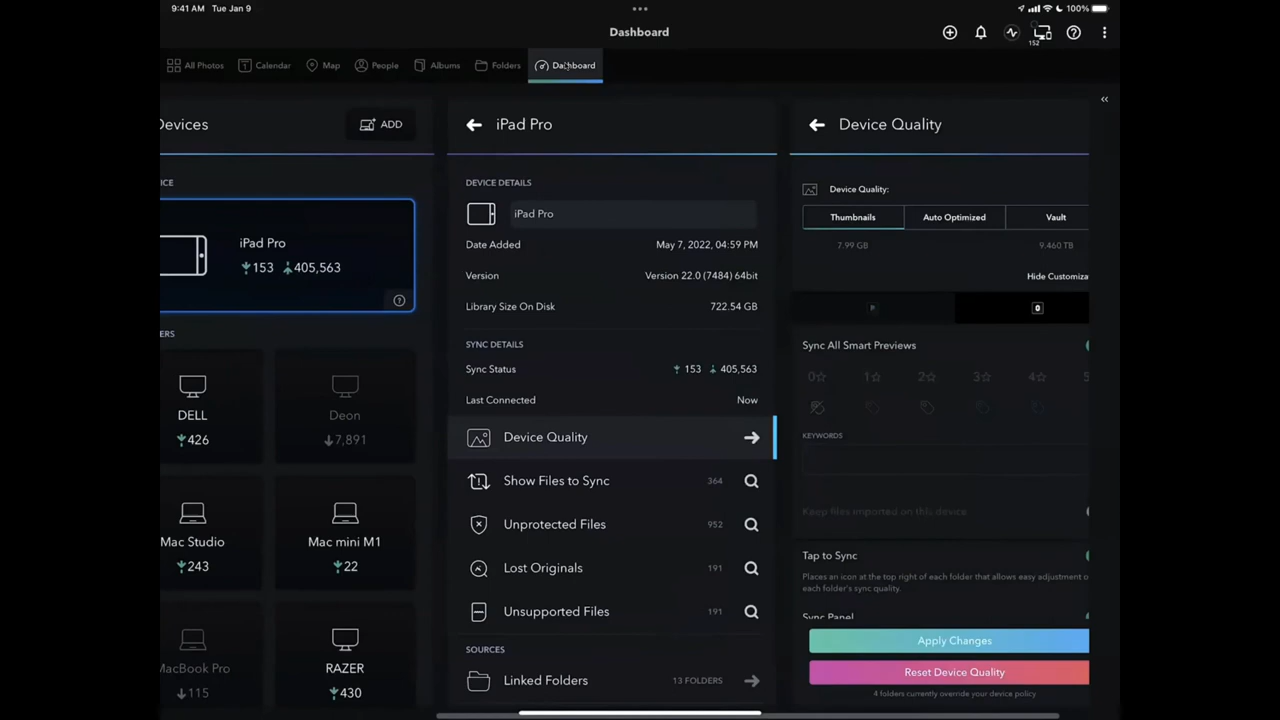 9:41 AM Tue Jan 9
100%
Dashboard
152
All Photos
Calendar
Map
People
Albums
Folders
Dashboard
Devices
ADD
ICE
iPad Pro
153 405,563
ERS
DELL
426
Deon
7,891
Mac Studio
243
Mac mini M1
22
MacBook Pro
115
RAZER
430
iPad Pro
DEVICE DETAILS
iPad Pro
Date Added May 7, 2022, 04:59 PM
Version Version 22.0 (7484) 64bit
Library Size On Disk 722.54 GB
SYNC DETAILS
Sync Status 153 405,563
Last Connected Now
Device Quality
Show Files to Sync 364
Unprotected Files 952
Lost Originals 191
Unsupported Files 191
SOURCES
Linked Folders 13 FOLDERS
Device Quality
Device Quality:
Thumbnails Auto Optimized Vault
7.99 GB 9.460 TB
Hide Customiza
Sync All Smart Previews
0 1 2 3 4 5
KEYWORDS
Keep files imported on this device
Tap to Sync
Places an icon at the top right of each folder that allows easy adjustment o
each folder's sync quality.
Sync Panel
Apply Changes
Reset Device Quality
4 folders currently override your device policy